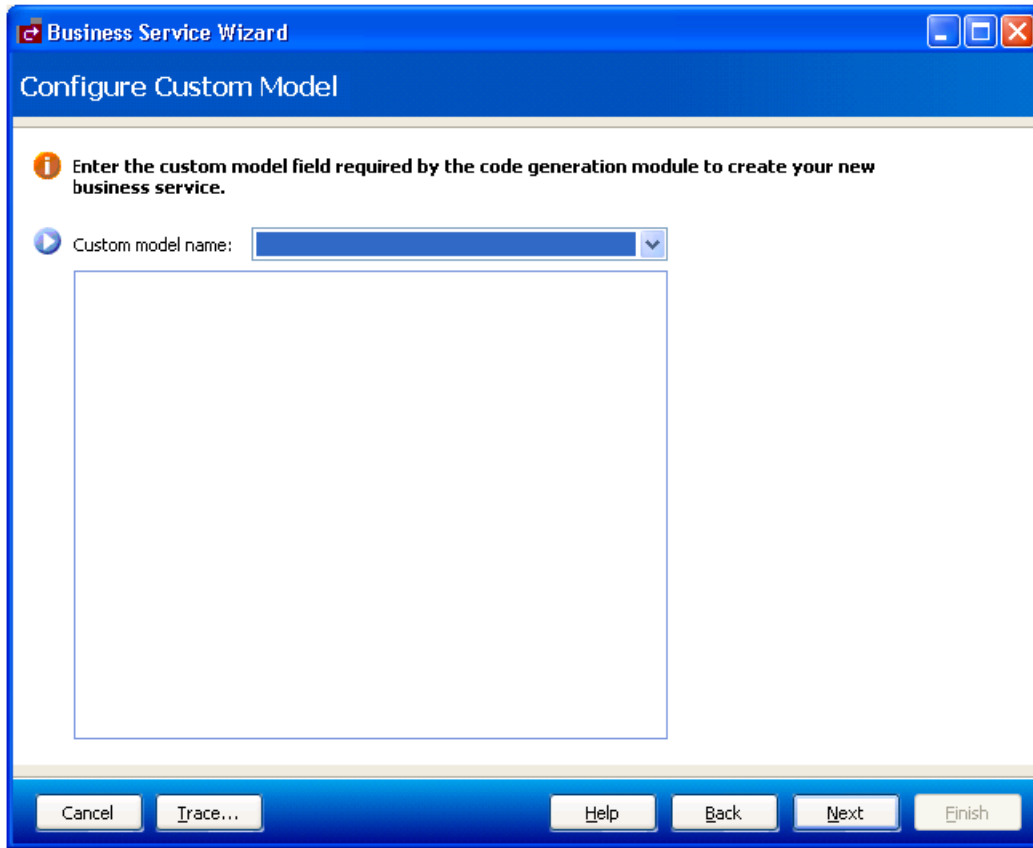 Business Service Wizard
Configure Custom Model
Enter the custom model field required by the code generation module to create your new
business service.
Custom model name:
Cancel
Trace...
Help
Back
Next
Finish